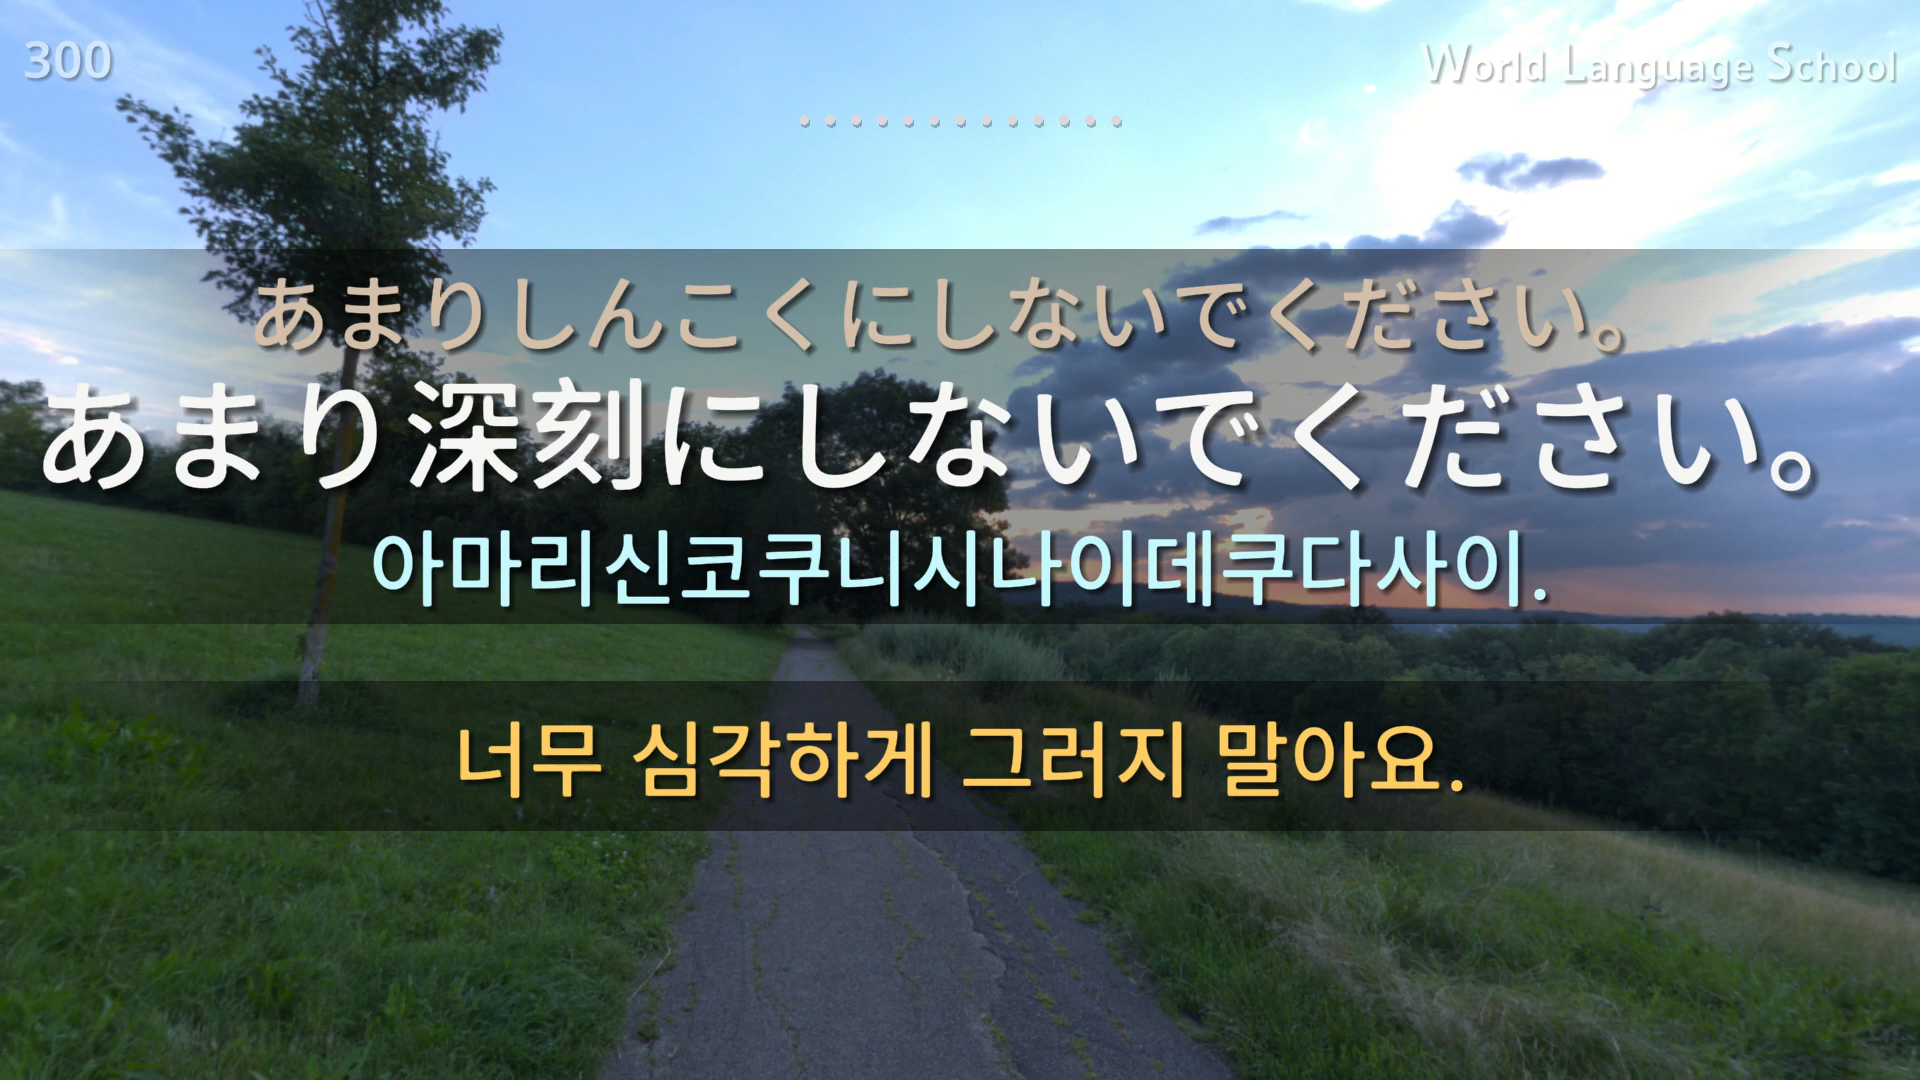 300
World Language School
.............
あまりしんこくにしないでください。
あまり深刻にしないでください。
아마리신코쿠니시나이데쿠다사이.
너무 심각하게 그러지 말아요.